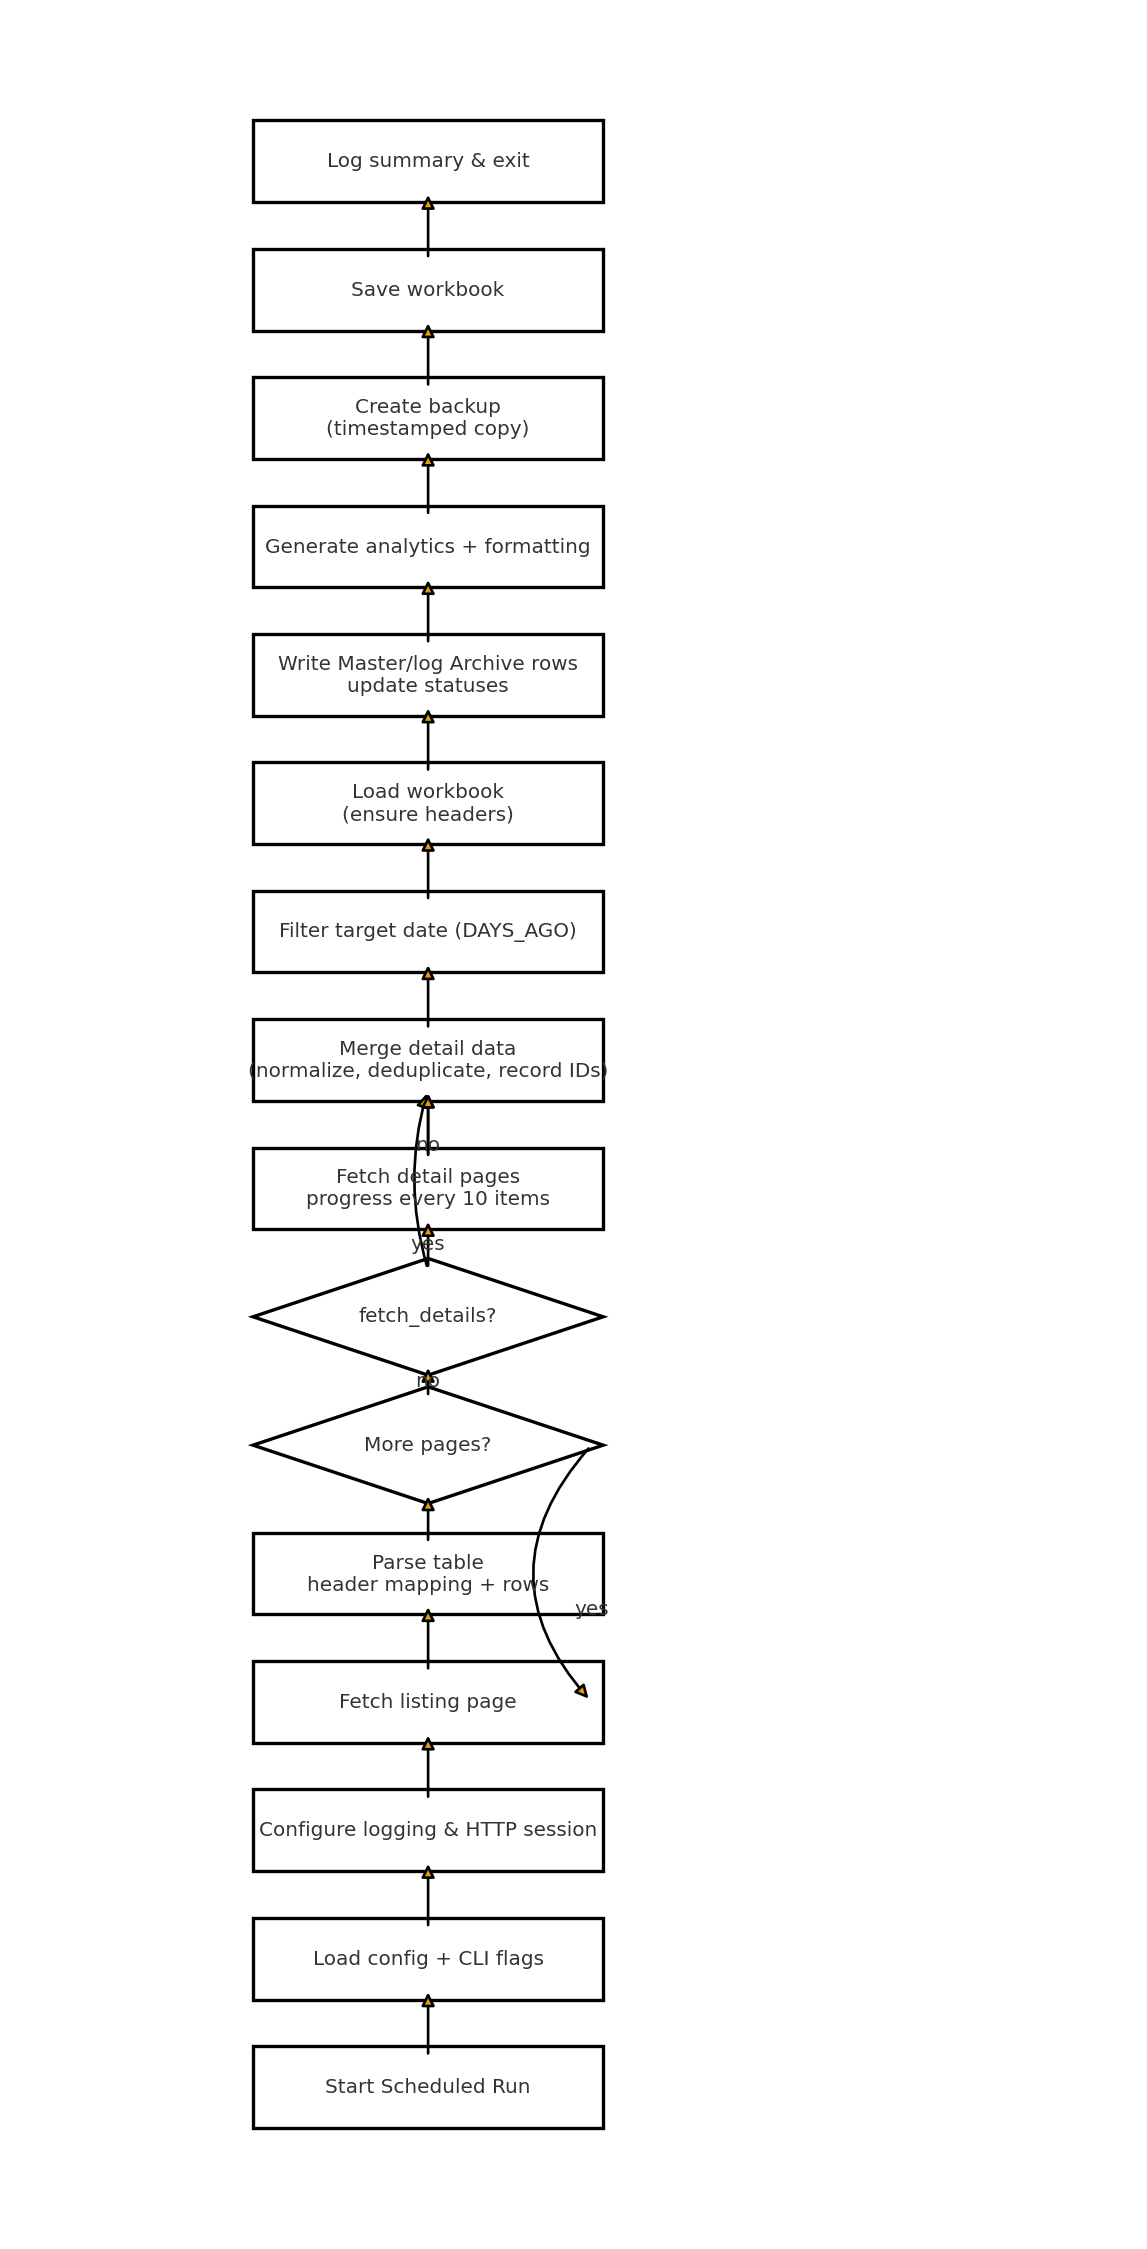 Log summary & exit
Save workbook
Create backup
(timestamped copy)
Generate analytics + formatting
Write Master/log Archive rows
update statuses
Load workbook
(ensure headers)
Filter target date (DAYS_AGO)
Merge detail data
(normalize, deduplicate, record IDs)
no
Fetch detail pages
progress every 10 items
yes
fetch_details?
no
More pages?
Parse table
header mapping + rows
yes
Fetch listing page
Configure logging & HTTP session
Load config + CLI flags
Start Scheduled Run